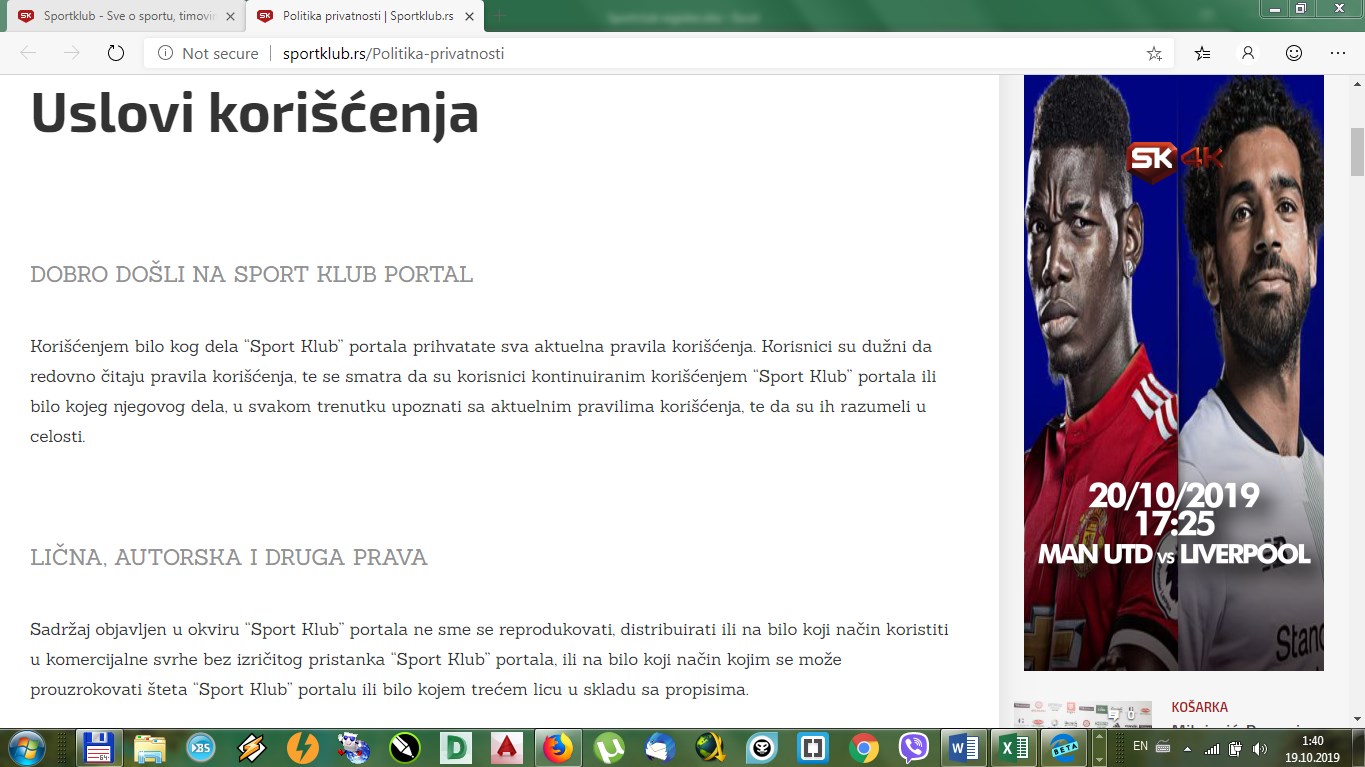 Sportklub - Sve o sportu, timovi
Politika privatnosti | Sportklub.rs
Not secure
sportklub.rs/Politika-privatnosti
Uslovi korišćenja
DOBRO DOŠLI NA SPORT KLUB PORTAL
Korišćenjem bilo kog dela “Sport Klub” portala prihvatate sva aktuelna pravila korišćenja. Korisnici su dužni da
redovno čitaju pravila korišćenja, te se smatra da su korisnici kontinuiranim korišćenjem “Sport Klub” portala ili
bilo kojeg njegovog dela, u svakom trenutku upoznati sa aktuelnim pravilima korišćenja, te da su ih razumeli u
celosti.
LIČNA, AUTORSKA I DRUGA PRAVA
Sadržaj objavljen u okviru “Sport Klub” portala ne sme se reprodukovati, distribuirati ili na bilo koji način koristiti
u komercijalne svrhe bez izričitog pristanka “Sport Klub” portala, ili na bilo koji način kojim se može
prouzrokovati šteta “Sport Klub” portalu ili bilo kojem trećem licu u skladu sa propisima.
SK 4K
20/10/2019
17:25
MAN UTD vs LIVERPOOL
Stand
0
KOŠARKA
64
KBS
D
A
W
X
BETA
EN
1:40
19.10.2019